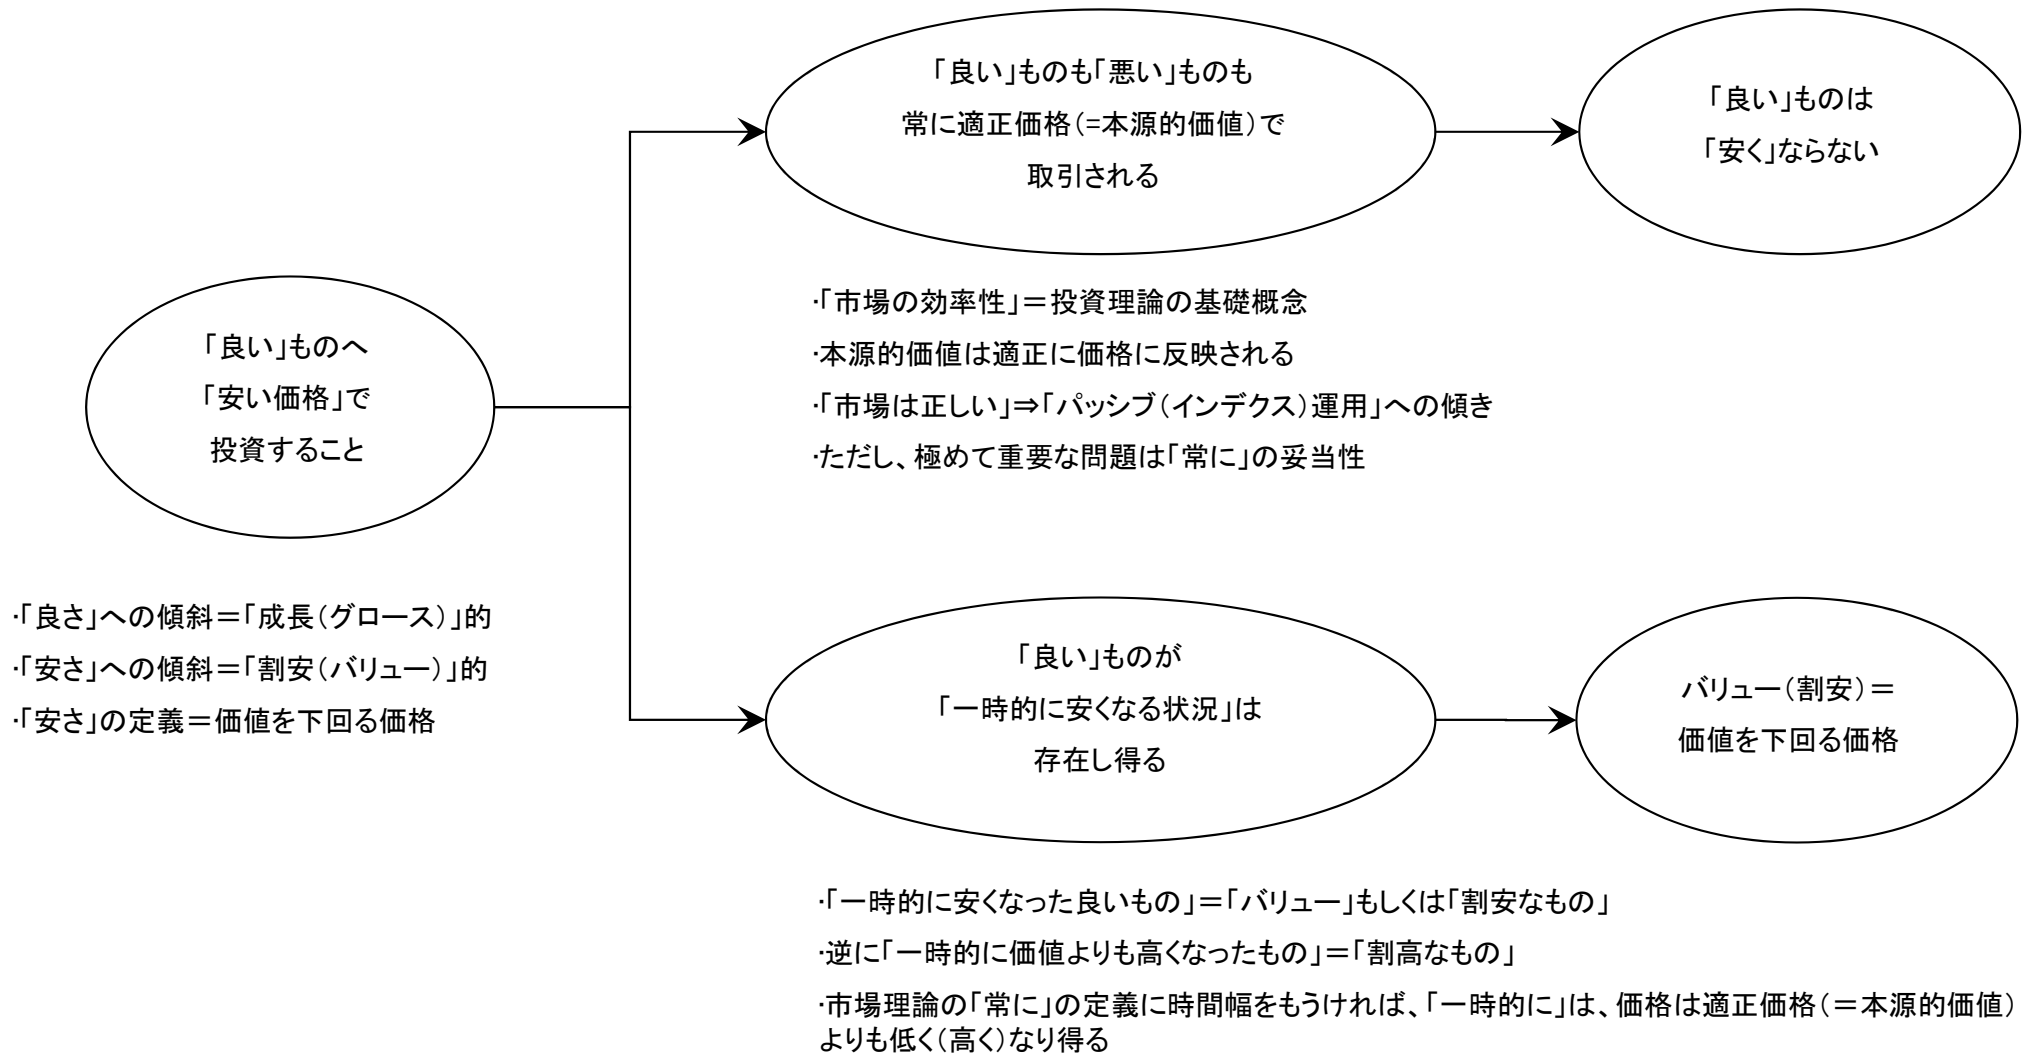 「良い」ものへ
「安い価格」で
投資すること
・「良さ」への傾斜＝「成長（グロース）」的
・「安さ」への傾斜＝「割安（バリュー）」的
・「安さ」の定義＝価値を下回る価格
「良い」ものも「悪い」ものも
常に適正価格（=本源的価値）で
取引される
・「市場の効率性」＝投資理論の基礎概念
・本源的価値は適正に価格に反映される
・「市場は正しい」⇒「パッシブ（インデクス）運用」への傾き
・ただし、極めて重要な問題は「常に」の妥当性
「良い」ものは
「安く」ならない
「良い」ものが
「一時的に安くなる状況」は
存在し得る
バリュー（割安）＝
価値を下回る価格
・「一時的に安くなった良いもの」＝「バリュー」もしくは「割安なもの」
・逆に「一時的に価値よりも高くなったもの」＝「割高なもの」
・市場理論の「常に」の定義に時間幅をもうければ、「一時的に」は、価格は適正価格（＝本源的価値）
よりも低く（高く）なり得る